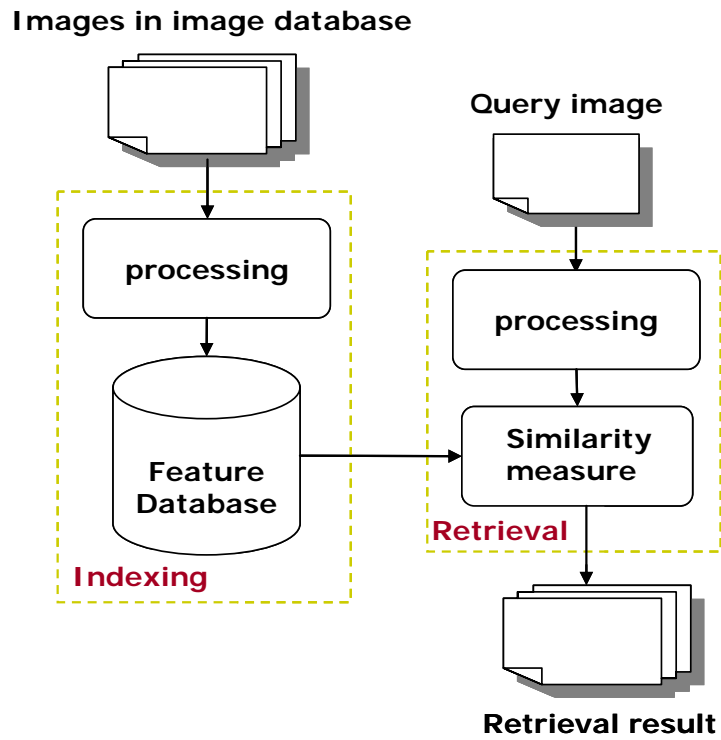 Images in image database
Query image
processing
processing
Feature
Database
Similarity
measure
Indexing
Retrieval
Retrieval result